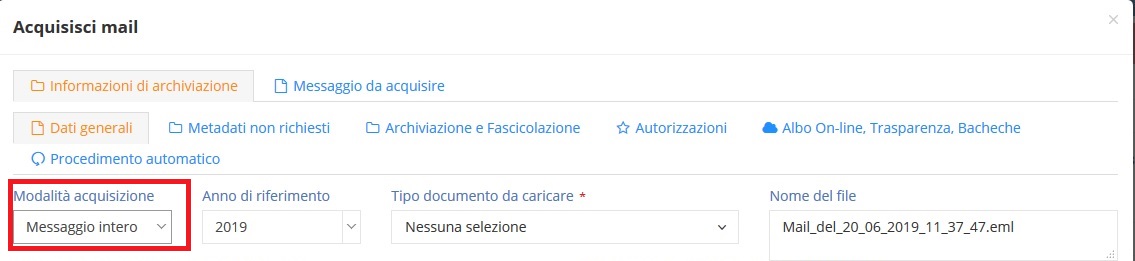 Acquisisci mail
×
Informazioni di archiviazione
Messaggio da acquisire
Dati generali
Metadati non richiesti
Archiviazione e Fascicolazione
Autorizzazioni
Albo On-line, Trasparenza, Bacheche
Procedimento automatico
Modalità acquisizione
Anno di riferimento
Tipo documento da caricare *
Nome del file
Messaggio intero
2019
Nessuna selezione
Mail_del_20_06_2019_11_37_47.eml